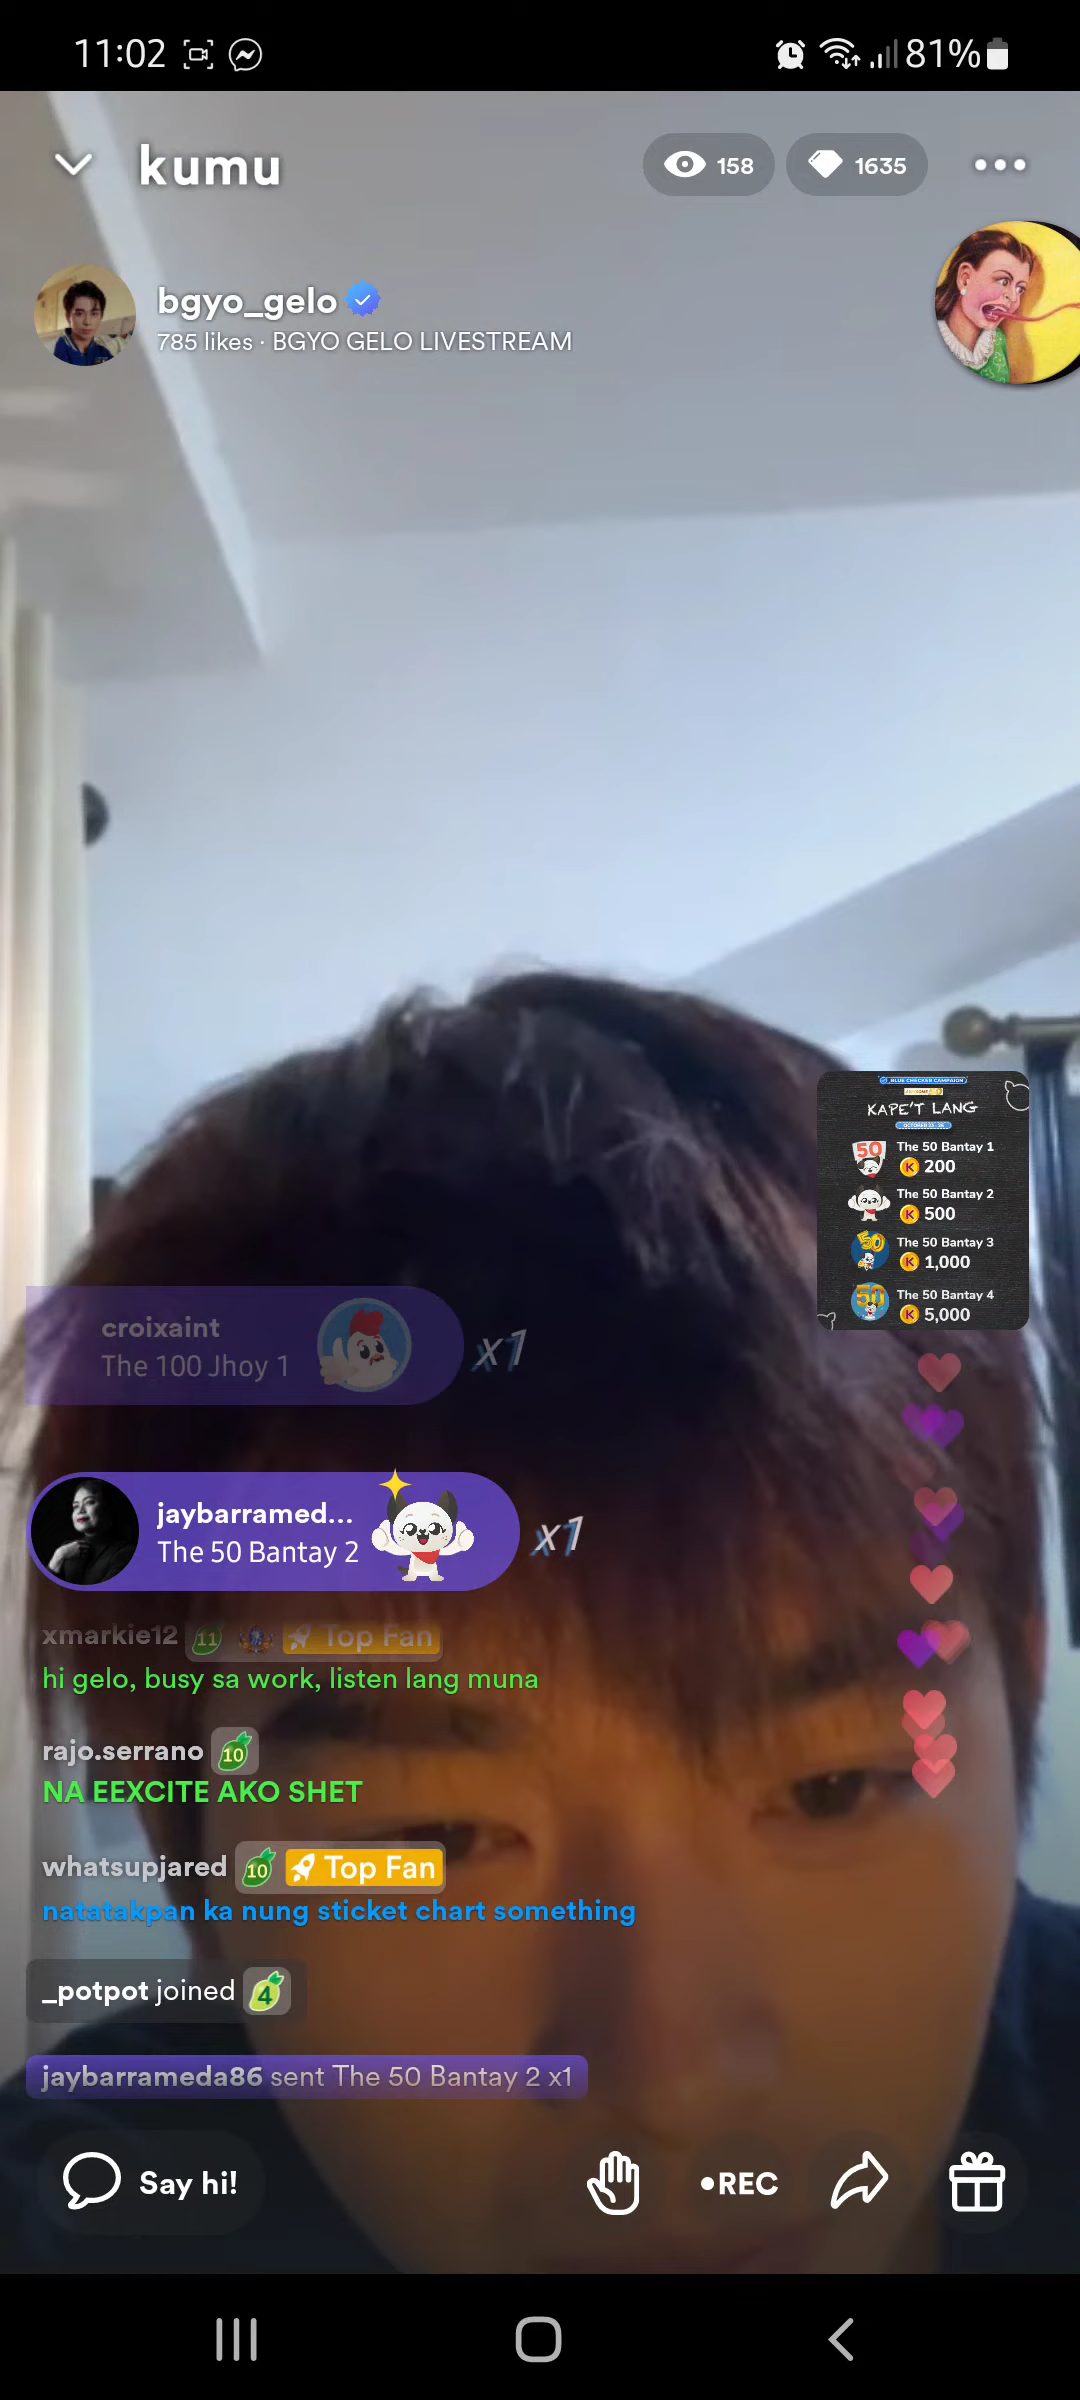 11:02
81%
kumu
158
1635
bgyo_gelo
785 likes · BGYO GELO LIVESTREAM
BLUE CHECKER CAMPAIGN
KAPE'T LANG
The 50 Bantay 1
200
The 50 Bantay 2
500
The 50 Bantay 3
1,000
The 50 Bantay 4
5,000
croixaint
The 100 Jhoy 1
x1
jaybarramed...
The 50 Bantay 2
x1
xmarkie12 11 Top Fan
hi gelo, busy sa work, listen lang muna
rajo.serrano 10
NA EEXCITE AKO SHET
whatsupjared 10 Top Fan
natatakpan ka nung sticket chart something
_potpot joined 4
jaybarrameda86 sent The 50 Bantay 2 x1
Say hi!
REC